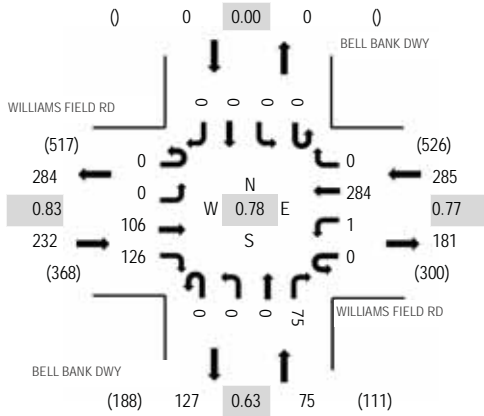 () 0 0.00 0 ()
BELL BANK DWY
0 0 0 0
WILLIAMS FIELD RD
(517) (526)
0 0
284 285
0 N 284
0.83 W 0.78 E 0.77
106 1
232 S 181
126 0
(368) (300)
0 0 0 75
WILLIAMS FIELD RD
BELL BANK DWY
(188) 127 0.63 75 (111)